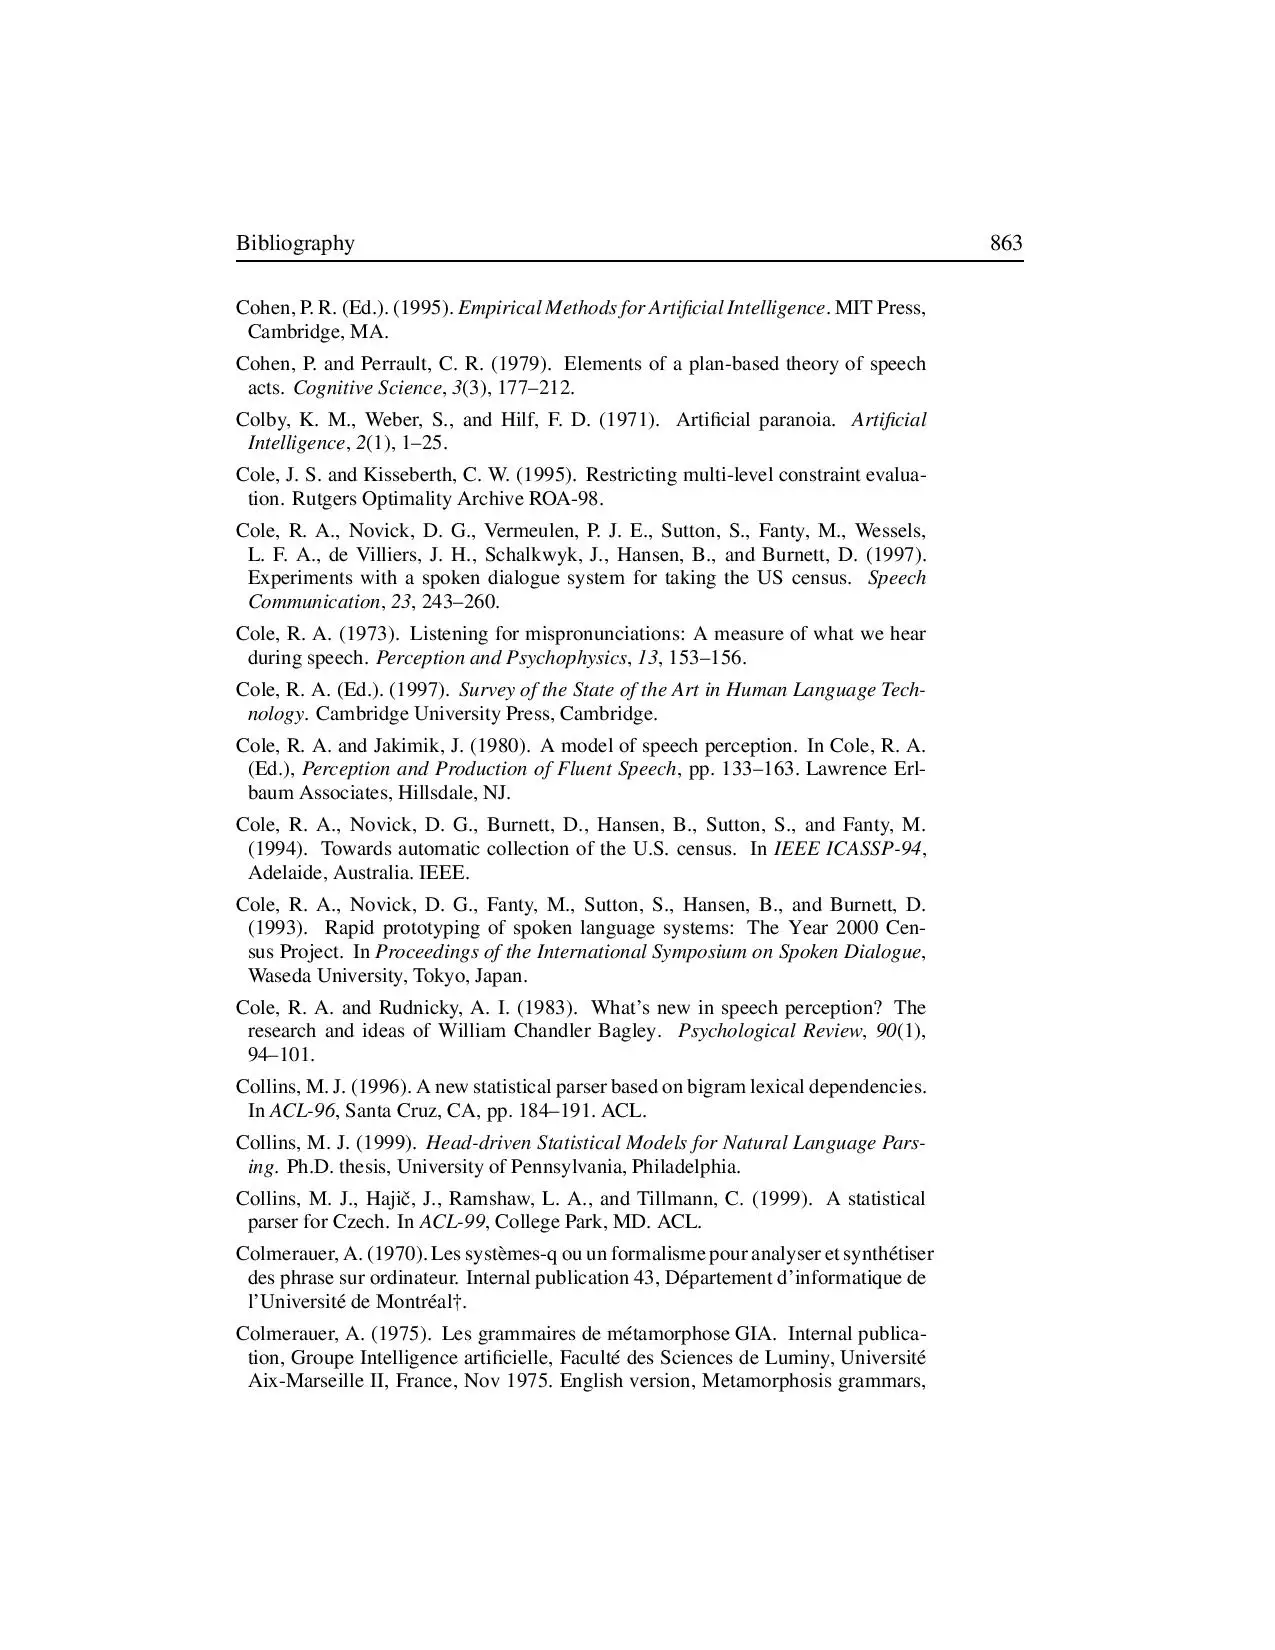 Bibliography 863
Cohen, P. R. (Ed.). (1995). Empirical Methods for Artificial Intelligence. MIT Press,
Cambridge, MA.
Cohen, P. and Perrault, C. R. (1979). Elements of a plan-based theory of speech
acts. Cognitive Science, 3(3), 177–212.
Colby, K. M., Weber, S., and Hilf, F. D. (1971). Artificial paranoia. Artificial
Intelligence, 2(1), 1–25.
Cole, J. S. and Kisseberth, C. W. (1995). Restricting multi-level constraint evalua-
tion. Rutgers Optimality Archive ROA-98.
Cole, R. A., Novick, D. G., Vermeulen, P. J. E., Sutton, S., Fanty, M., Wessels,
L. F. A., de Villiers, J. H., Schalkwyk, J., Hansen, B., and Burnett, D. (1997).
Experiments with a spoken dialogue system for taking the US census. Speech
Communication, 23, 243–260.
Cole, R. A. (1973). Listening for mispronunciations: A measure of what we hear
during speech. Perception and Psychophysics, 13, 153–156.
Cole, R. A. (Ed.). (1997). Survey of the State of the Art in Human Language Tech-
nology. Cambridge University Press, Cambridge.
Cole, R. A. and Jakimik, J. (1980). A model of speech perception. In Cole, R. A.
(Ed.), Perception and Production of Fluent Speech, pp. 133–163. Lawrence Erl-
baum Associates, Hillsdale, NJ.
Cole, R. A., Novick, D. G., Burnett, D., Hansen, B., Sutton, S., and Fanty, M.
(1994). Towards automatic collection of the U.S. census. In IEEE ICASSP-94,
Adelaide, Australia. IEEE.
Cole, R. A., Novick, D. G., Fanty, M., Sutton, S., Hansen, B., and Burnett, D.
(1993). Rapid prototyping of spoken language systems: The Year 2000 Cen-
sus Project. In Proceedings of the International Symposium on Spoken Dialogue,
Waseda University, Tokyo, Japan.
Cole, R. A. and Rudnicky, A. I. (1983). What's new in speech perception? The
research and ideas of William Chandler Bagley. Psychological Review, 90(1),
94–101.
Collins, M. J. (1996). A new statistical parser based on bigram lexical dependencies.
In ACL-96, Santa Cruz, CA, pp. 184–191. ACL.
Collins, M. J. (1999). Head-driven Statistical Models for Natural Language Pars-
ing. Ph.D. thesis, University of Pennsylvania, Philadelphia.
Collins, M. J., Hajič, J., Ramshaw, L. A., and Tillmann, C. (1999). A statistical
parser for Czech. In ACL-99, College Park, MD. ACL.
Colmerauer, A. (1970). Les systèmes-q ou un formalisme pour analyser et synthétiser
des phrase sur ordinateur. Internal publication 43, Département d'informatique de
l'Université de Montréal†.
Colmerauer, A. (1975). Les grammaires de métamorphose GIA. Internal publica-
tion, Groupe Intelligence artificielle, Faculté des Sciences de Luminy, Université
Aix-Marseille II, France, Nov 1975. English version, Metamorphosis grammars,